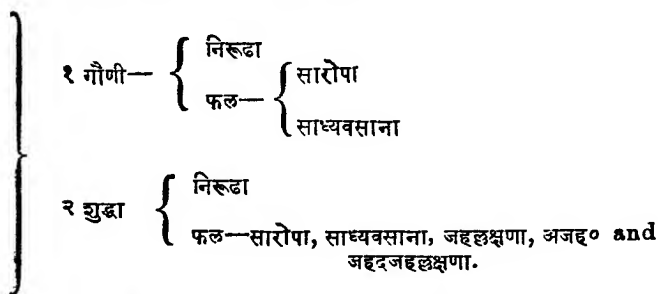 निरूढा
१ गौणी—
सारोपा
फल—
साध्यवसाना
निरूढा
२ शुद्धा
फल—सारोपा, साध्यवसाना, जहल्लक्षणा, अजह० and
जहदजहल्लक्षणा.